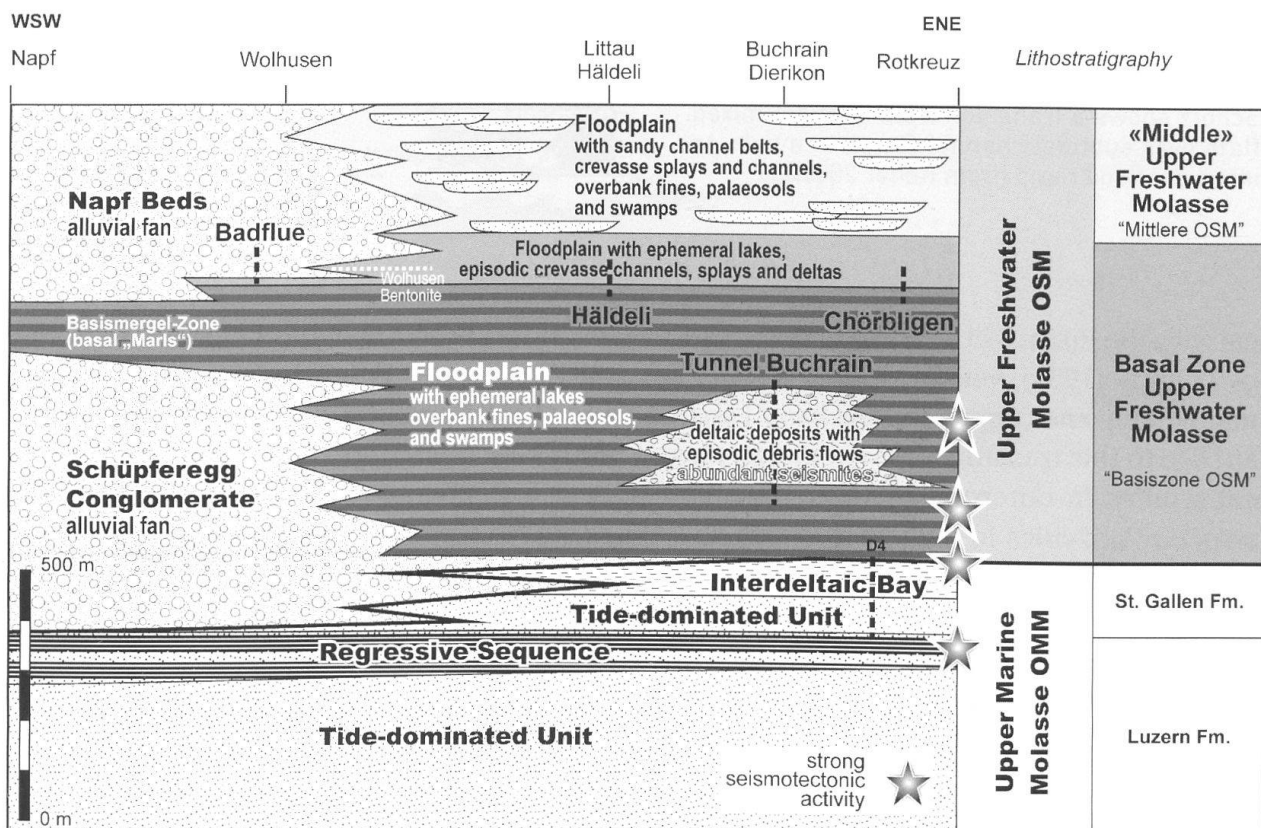 WSW
ENE
Napf
Wolhusen
Littau
Häldeli
Buchrain
Dierikon
Rotkreuz
Lithostratigraphy
Floodplain
with sandy channel belts,
crevasse splays and channels,
overbank fines, palaeosols
and swamps
Napf Beds
alluvial fan
Badflue
Floodplain with ephemeral lakes,
episodic crevasse channels, splays and deltas
Wolhusen
Bentonite
Häldeli
Chörbligen
Basismergel-Zone
(basal „Marls“)
Tunnel Buchrain
Floodplain
with ephemeral lakes
overbank fines, palaeosols,
and swamps
deltaic deposits with
episodic debris flows
abundant seismites
Schüpferegg
Conglomerate
alluvial fan
500 m
D4
Interdeltaic Bay
Tide-dominated Unit
Regressive Sequence
Tide-dominated Unit
0 m
strong
seismotectonic
activity
Upper Freshwater
Molasse OSM
Upper Marine
Molasse OMM
«Middle»
Upper
Freshwater
Molasse
"Mittlere OSM"
Basal Zone
Upper
Freshwater
Molasse
"Basiszone OSM"
St. Gallen Fm.
Luzern Fm.